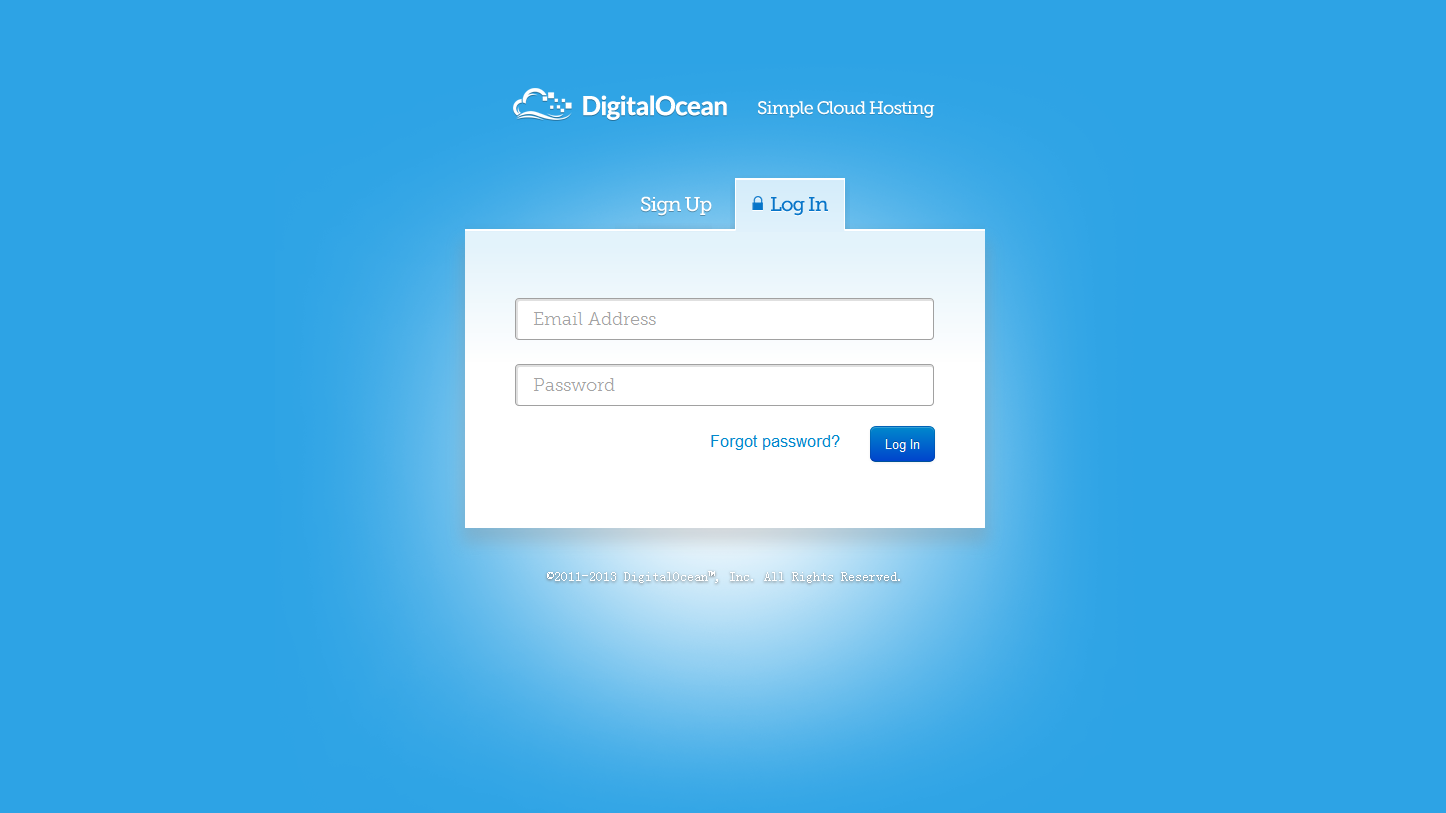 DigitalOcean Simple Cloud Hosting
Sign Up Log In
Email Address
Password
Forgot password? Log In
©2011-2013 DigitalOcean™, Inc. All Rights Reserved.